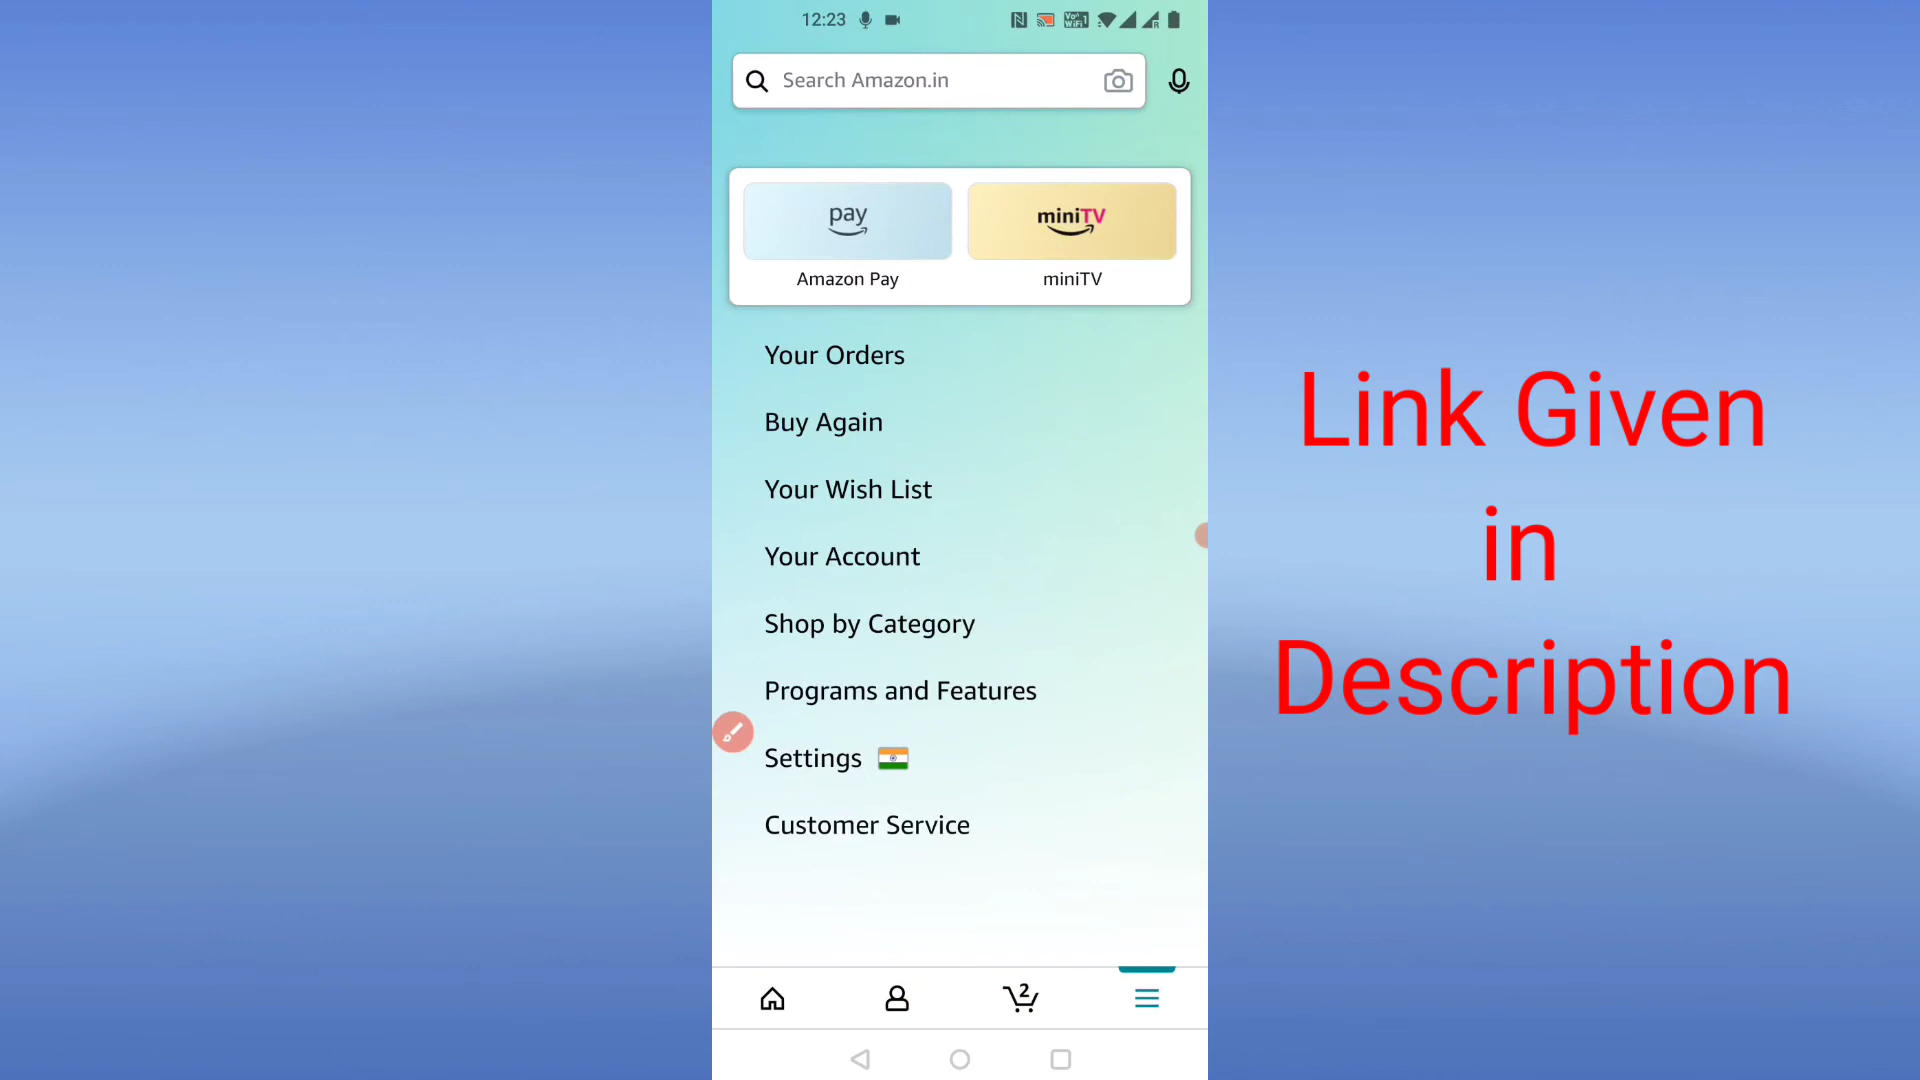 12:23
Search Amazon.in
pay
miniTV
Amazon Pay
miniTV
Your Orders
Buy Again
Your Wish List
Your Account
Shop by Category
Programs and Features
Settings
Customer Service
2
Link Given
in
Description